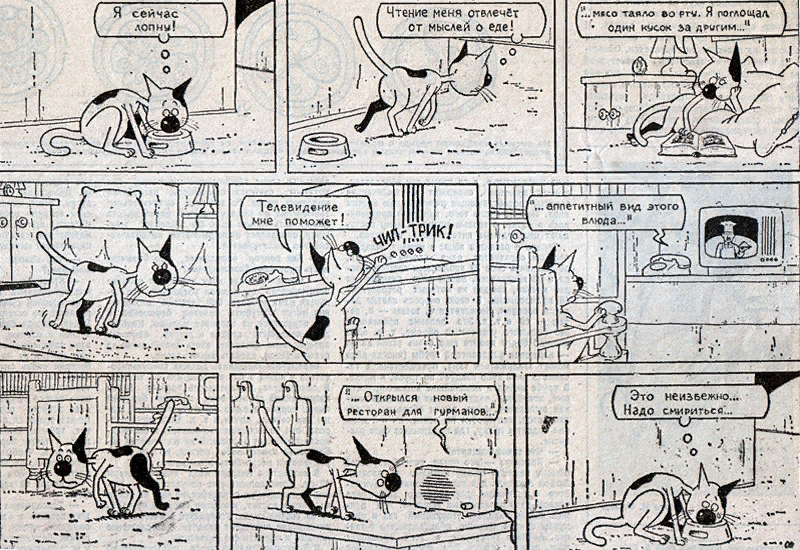 Я сейчас
лопну!
Чтение меня отвлечёт
от мыслей о еде!
"...мясо таяло во рту. Я поглощал
один кусок за другим..."
Телевидение
мне поможет!
ЧИП-ТРИК!
"...аппетитный вид этого
блюда..."
"...Открылся новый
ресторан для гурманов..."
Это неизбежно...
Надо смириться...